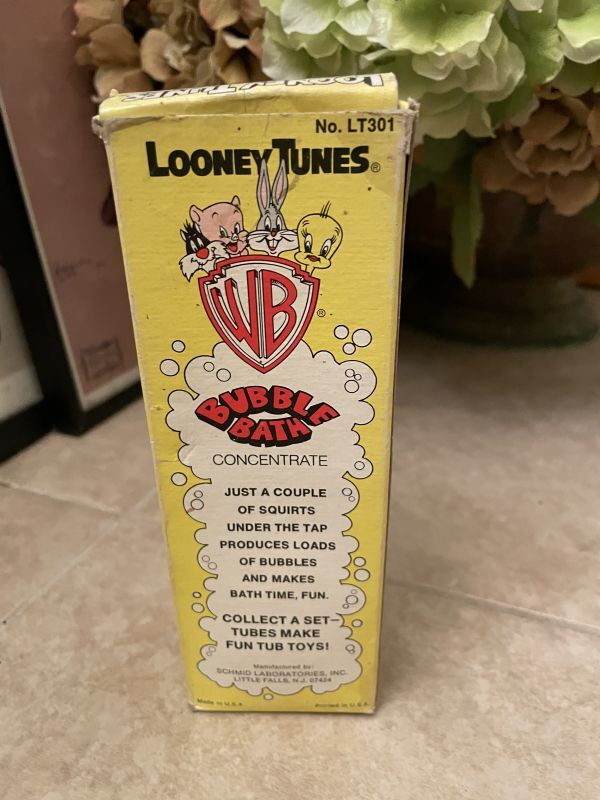 LOONEY TUNES
No. LT301
LOONEY TUNES®
WB®
BUBBLE
BATH
CONCENTRATE
JUST A COUPLE
OF SQUIRTS
UNDER THE TAP
PRODUCES LOADS
OF BUBBLES
AND MAKES
BATH TIME, FUN.
COLLECT A SET—
TUBES MAKE
FUN TUB TOYS!
Manufactured by:
SCHMID LABORATORIES, INC.
LITTLE FALLS, N.J. 07424
Made in U.S.A. Printed in U.S.A.